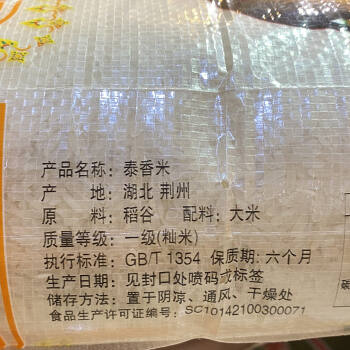 产品名称：泰香米
产　　地：湖北 荆州
原　　料：稻谷　配料：大米
质量等级：一级(籼米)
执行标准：GB/T 1354 保质期：六个月
生产日期：见封口处喷码或标签
储存方法：置于阴凉、通风、干燥处
食品生产许可证编号：SC10142100300071